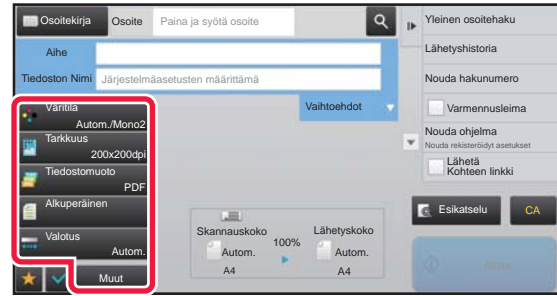 Osoitekirja
Osoite
Paina ja syötä osoite
Aihe
Tiedoston Nimi
Järjestelmäasetusten määrittämä
Vaihtoehdot
Väritila
Autom./Mono2
Tarkkuus
200x200dpi
Tiedostomuoto
PDF
Alkuperäinen
Valotus
Autom.
Muut
Skannauskoko
Autom.
A4
100%
Lähetyskoko
Autom.
A4
Yleinen osoitehaku
Lähetyshistoria
Nouda hakunumero
Varmennusleima
Nouda ohjelma
Nouda rekisteröidyt asetukset
Lähetä
Kohteen linkki
Esikatselu
CA